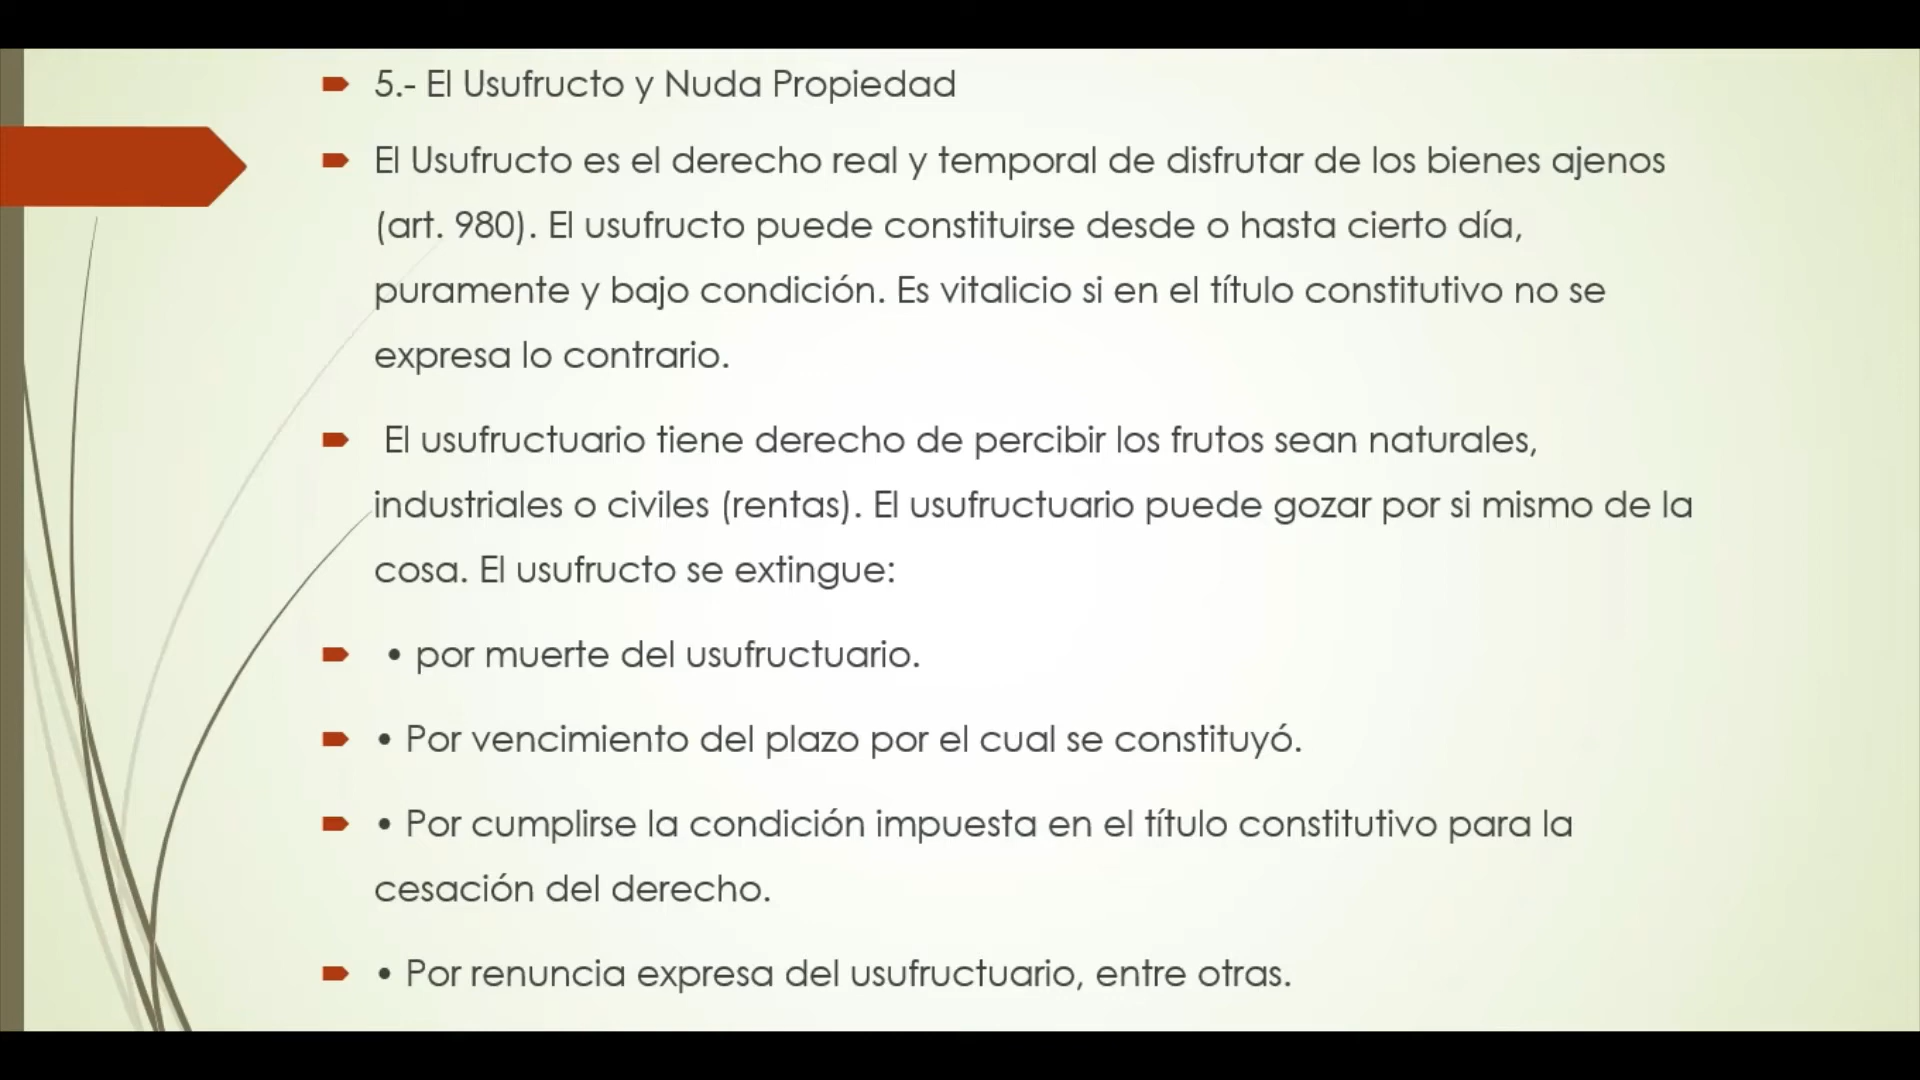 5.- El Usufructo y Nuda Propiedad
El Usufructo es el derecho real y temporal de disfrutar de los bienes ajenos
(art. 980). El usufructo puede constituirse desde o hasta cierto día,
puramente y bajo condición. Es vitalicio si en el título constitutivo no se
expresa lo contrario.
El usufructuario tiene derecho de percibir los frutos sean naturales,
industriales o civiles (rentas). El usufructuario puede gozar por si mismo de la
cosa. El usufructo se extingue:
• por muerte del usufructuario.
• Por vencimiento del plazo por el cual se constituyó.
• Por cumplirse la condición impuesta en el título constitutivo para la
cesación del derecho.
• Por renuncia expresa del usufructuario, entre otras.